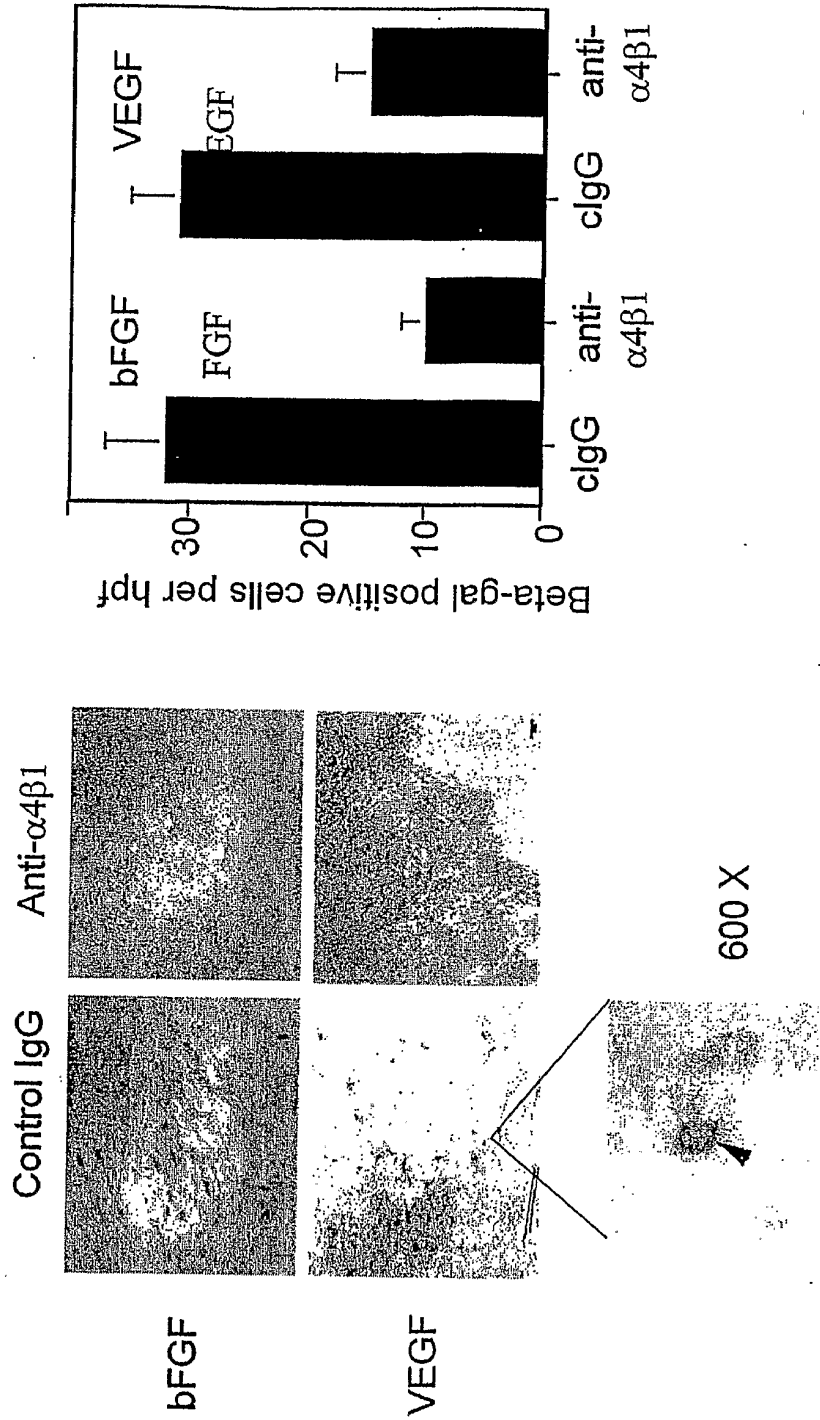 Control IgG
Anti-α4β1
bFGF
VEGF
600 X
Beta-gal positive cells per hpf
30
20
10
0
bFGF
VEGF
FGF
EGF
cIgG
anti-
α4β1
cIgG
anti-
α4β1